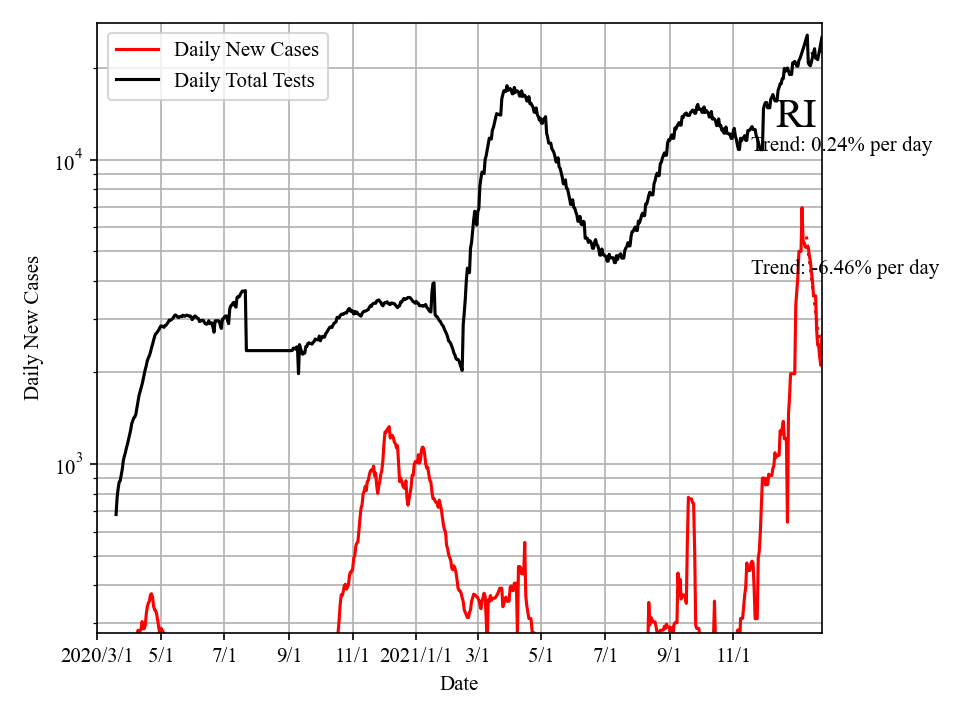 Daily New Cases
Daily Total Tests
RI
Trend: 0.24% per day
Trend: -6.46% per day
10^4
10^3
Daily New Cases
2020/3/1 5/1 7/1 9/1 11/1 2021/1/1 3/1 5/1 7/1 9/1 11/1
Date